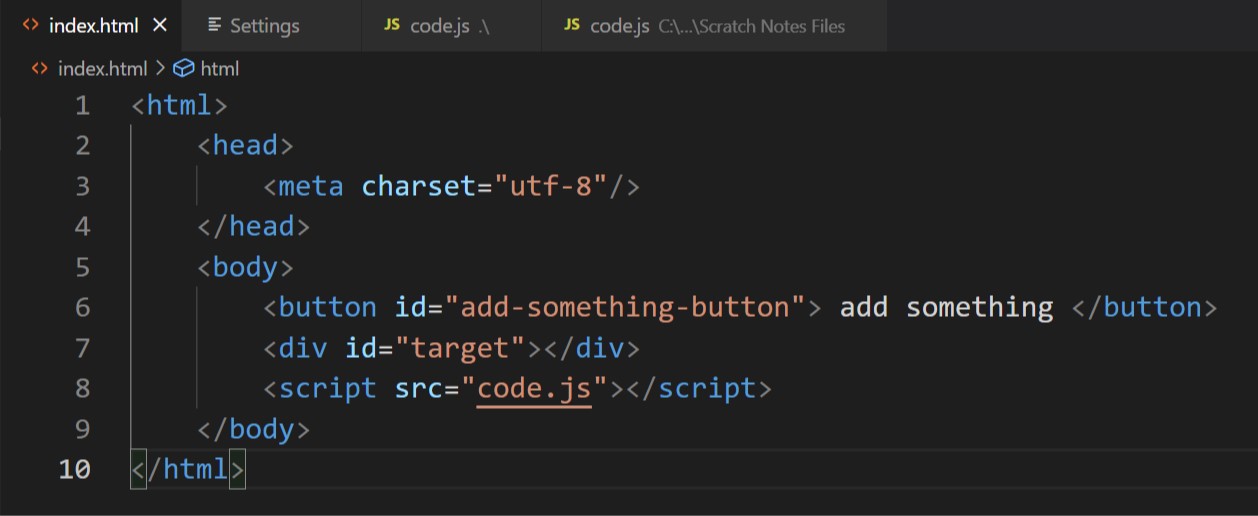 index.html Settings JS code.js .\ JS code.js C:\...\Scratch Notes Files
index.html > html
1 <html>
2 <head>
3 <meta charset="utf-8"/>
4 </head>
5 <body>
6 <button id="add-something-button"> add something </button>
7 <div id="target"></div>
8 <script src="code.js"></script>
9 </body>
10 </html>